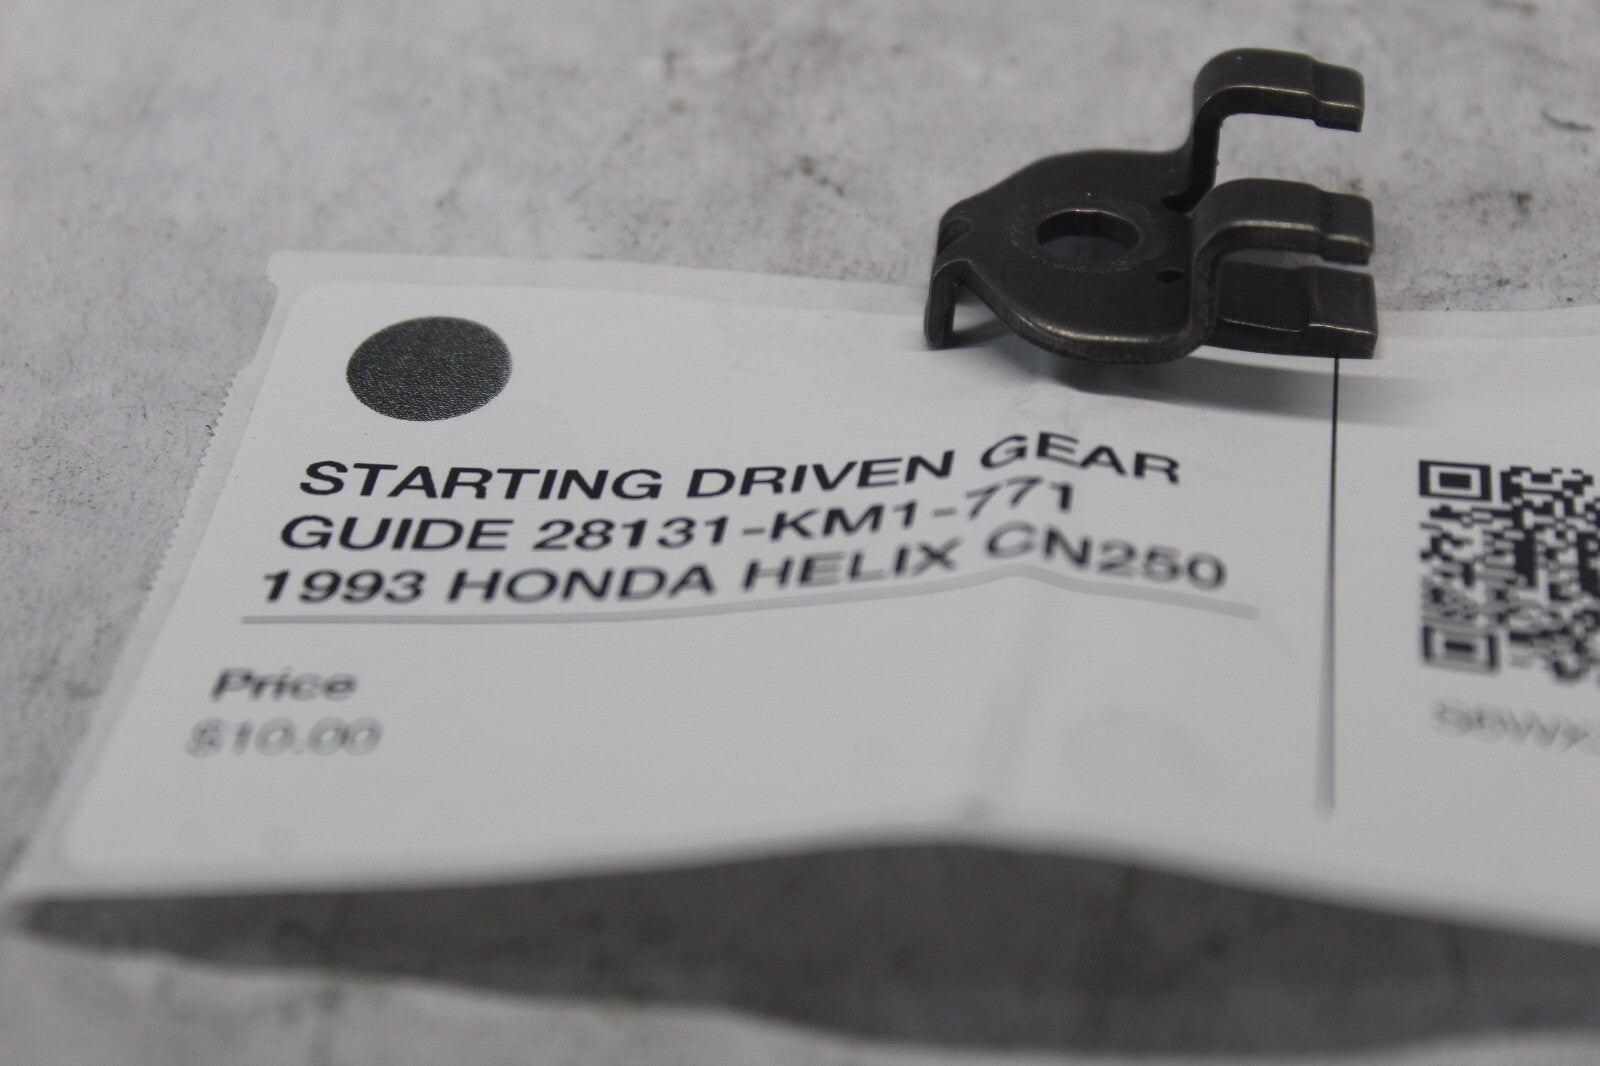 STARTING DRIVEN GEAR
GUIDE 28131-KM1-771
1993 HONDA HELIX CN250
Price
$10.00